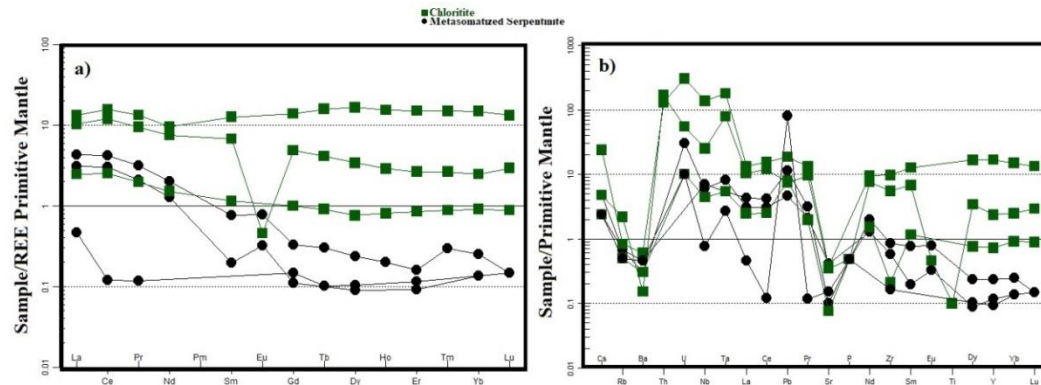 Chloritite
Metasomatized Serpentinite
a)
Sample/REE Primitive Mantle
100
10
1
0.1
0.01
La Pr Pm Eu Tb Ho Tm Lu
Ce Nd Sm Gd Dy Er Yb
b)
Sample/Primitive Mantle
1000
100
10
1
0.1
0.01
Cs Ba U Ta Ce Pr P Zr Eu Dy Yb
Rb Th Nb La Pb Sr Nd Sm Ti Y Lu